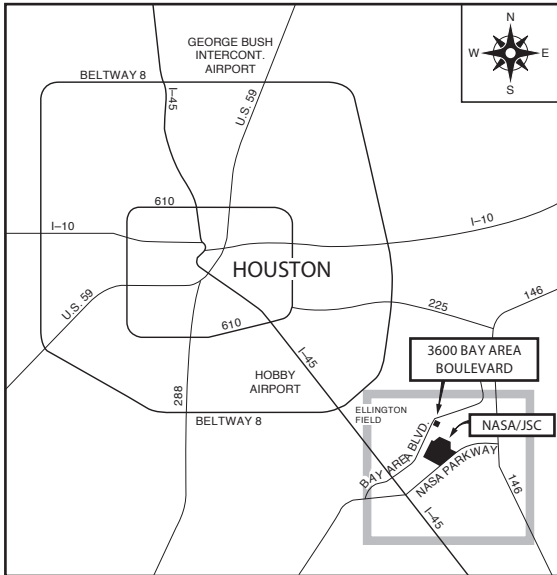 N
W E
S
GEORGE BUSH
INTERCONT.
AIRPORT
BELTWAY 8
I–45
U.S. 59
610
I–10
I–10
HOUSTON
U.S. 59
225
146
610
I–45
3600 BAY AREA
BOULEVARD
288
HOBBY
AIRPORT
ELLINGTON
FIELD
NASA/JSC
BELTWAY 8
BAY AREA BLVD.
NASA PARKWAY
146
I–45